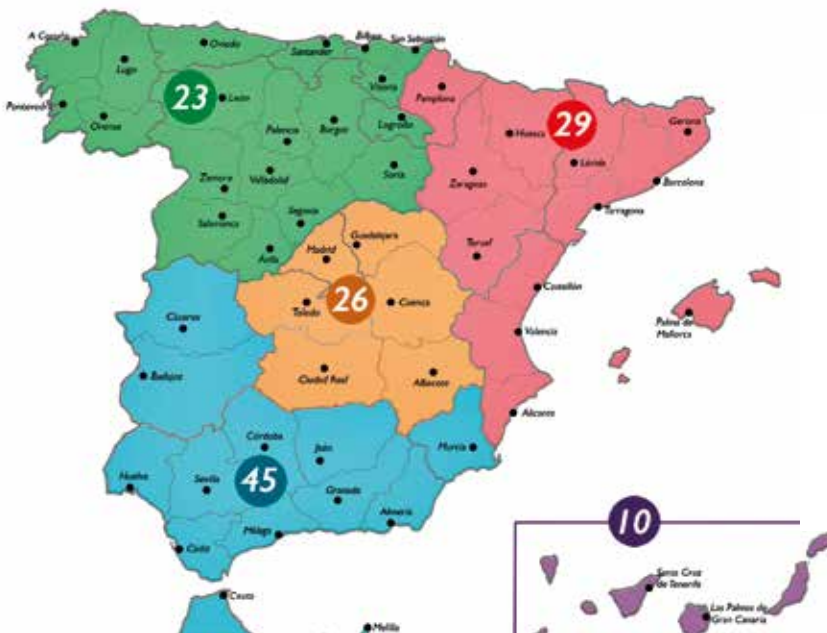 A Coruña
Oviedo
Santander
Bilbao
San Sebastián
Lugo
Vitoria
Pamplona
Pontevedra
23
León
Orense
Palencia
Burgos
Logroño
Huesca
29
Gerona
Lérida
Zamora
Valladolid
Soria
Zaragoza
Barcelona
Salamanca
Segovia
Tarragona
Ávila
Madrid
Guadalajara
Teruel
Castellón
Toledo
26
Cuenca
Cáceres
Valencia
Palma de
Mallorca
Badajoz
Ciudad Real
Albacete
Alicante
Córdoba
Jaén
Murcia
Huelva
Sevilla
45
Granada
Almería
Málaga
Cádiz
10
Santa Cruz
de Tenerife
Las Palmas de
Gran Canaria
Ceuta
Melilla